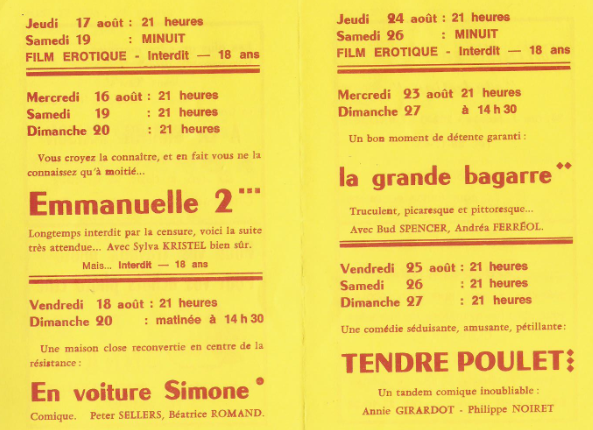 Jeudi 17 août : 21 heures
Samedi 19 : MINUIT
FILM EROTIQUE - Interdit — 18 ans
Mercredi 16 août : 21 heures
Samedi 19 : 21 heures
Dimanche 20 : 21 heures
Vous croyez la connaître, et en fait vous ne la
connaissez qu'à moitié...
Emmanuelle 2
Longtemps interdit par la censure, voici la suite
très attendue... Avec Sylva KRISTEL bien sûr.
Mais... Interdit — 18 ans
Vendredi 18 août : 21 heures
Dimanche 20 : matinée à 14 h 30
Une maison close reconvertie en centre de la
résistance :
En voiture Simone
Comique. Peter SELLERS, Béatrice ROMAND.
Jeudi 24 août : 21 heures
Samedi 26 : MINUIT
FILM EROTIQUE - Interdit — 18 ans
Mercredi 23 août 21 heures
Dimanche 27 à 14 h 30
Un bon moment de détente garanti :
la grande bagarre
Truculent, picaresque et pittoresque...
Avec Bud SPENCER, Andréa FERRÉOL.
Vendredi 25 août : 21 heures
Samedi 26 : 21 heures
Dimanche 27 : 21 heures
Une comédie séduisante, amusante, pétillante :
TENDRE POULET
Un tandem comique inoubliable :
Annie GIRARDOT - Philippe NOIRET